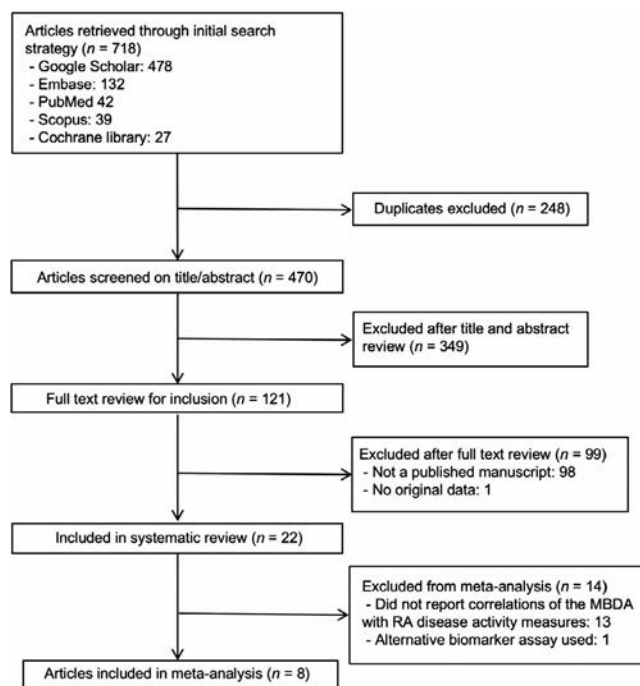 Articles retrieved through initial search
strategy (n = 718)
- Google Scholar: 478
- Embase: 132
- PubMed 42
- Scopus: 39
- Cochrane library: 27
Duplicates excluded (n = 248)
Articles screened on title/abstract (n = 470)
Excluded after title and abstract
review (n = 349)
Full text review for inclusion (n = 121)
Excluded after full text review (n = 99)
- Not a published manuscript: 98
- No original data: 1
Included in systematic review (n = 22)
Excluded from meta-analysis (n = 14)
- Did not report correlations of the MBDA
with RA disease activity measures: 13
- Alternative biomarker assay used: 1
Articles included in meta-analysis (n = 8)